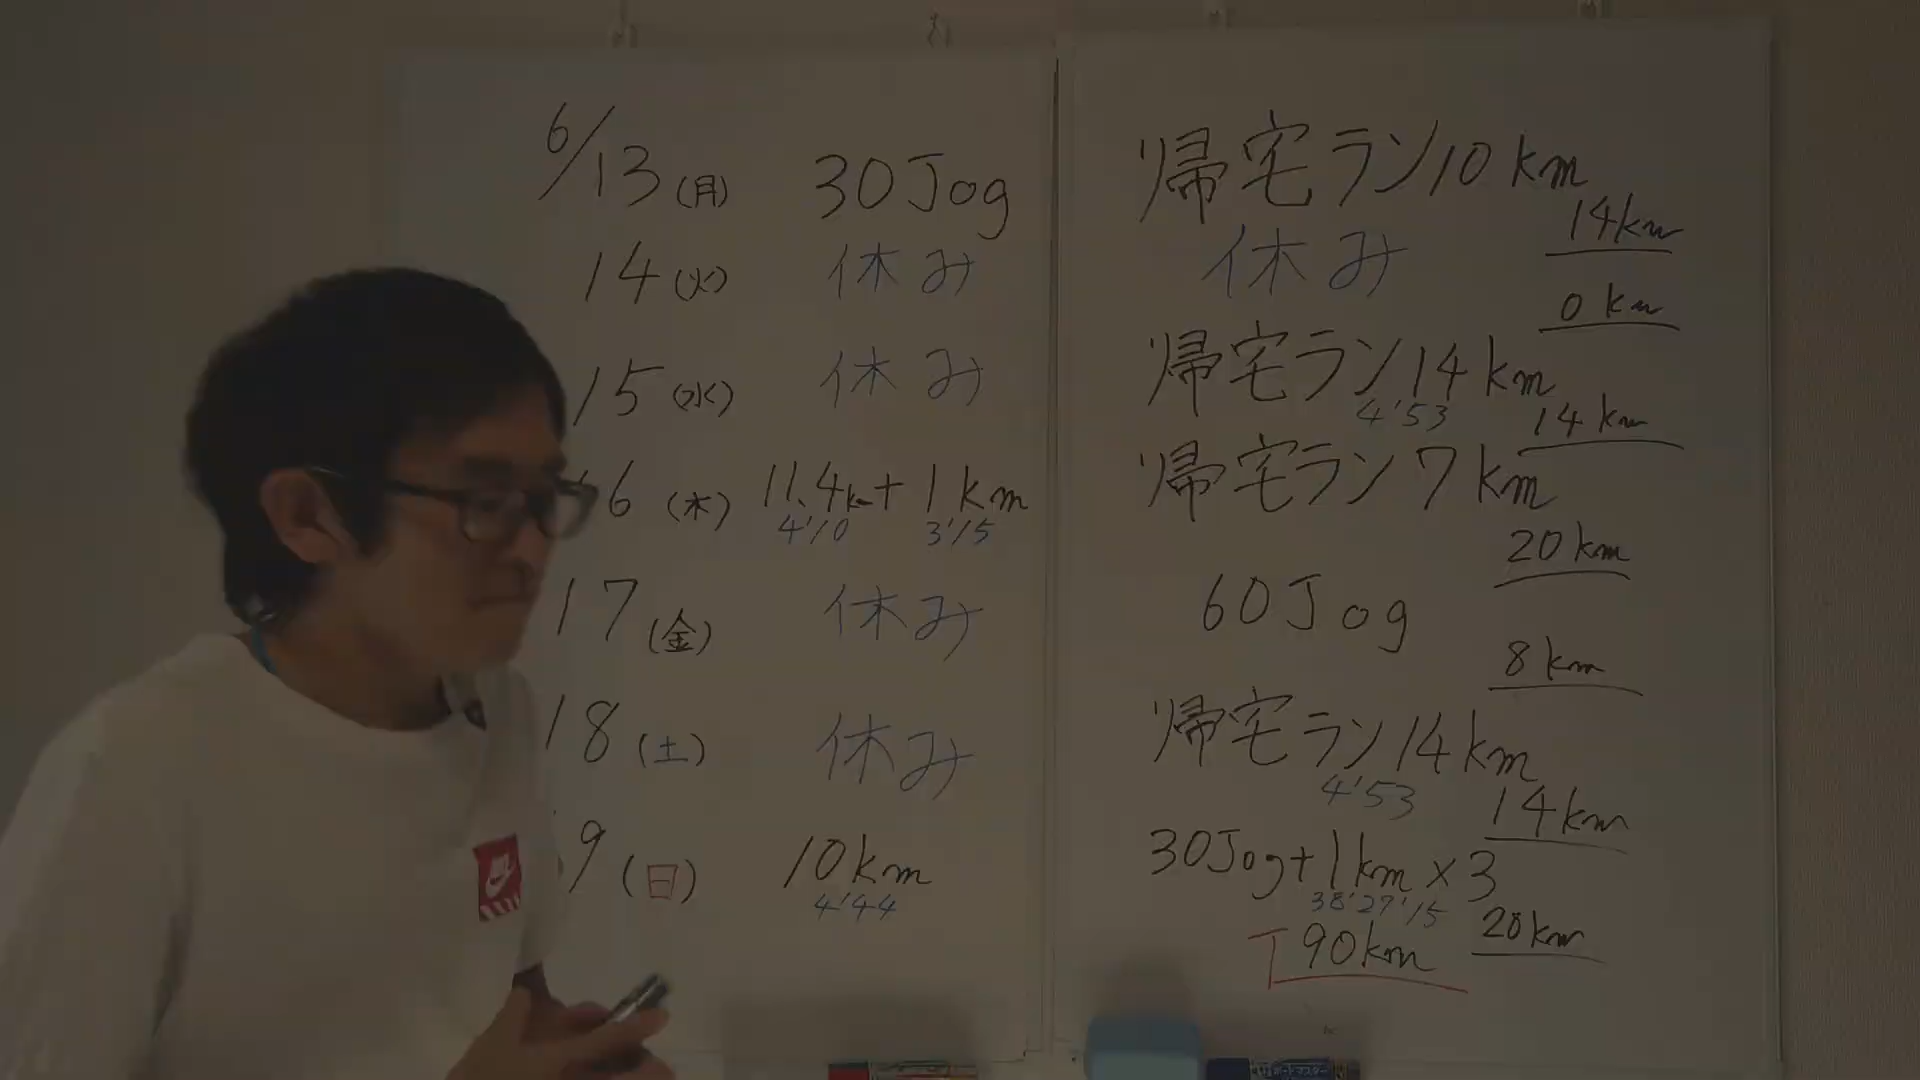 6/13(月) 30Jog 帰宅ラン10km
14km
14(火) 休み 休み
0km
15(水) 休み 帰宅ラン14km
4'53 14km
6(木) 11.4km+1km 帰宅ラン7km
4'10 3'15
20km
17(金) 休み 60Jog
8km
18(土) 休み 帰宅ラン14km
4'53 14km
9(日) 10km 30Jog+1km×3
4'44 38'27'15 20km
T90km